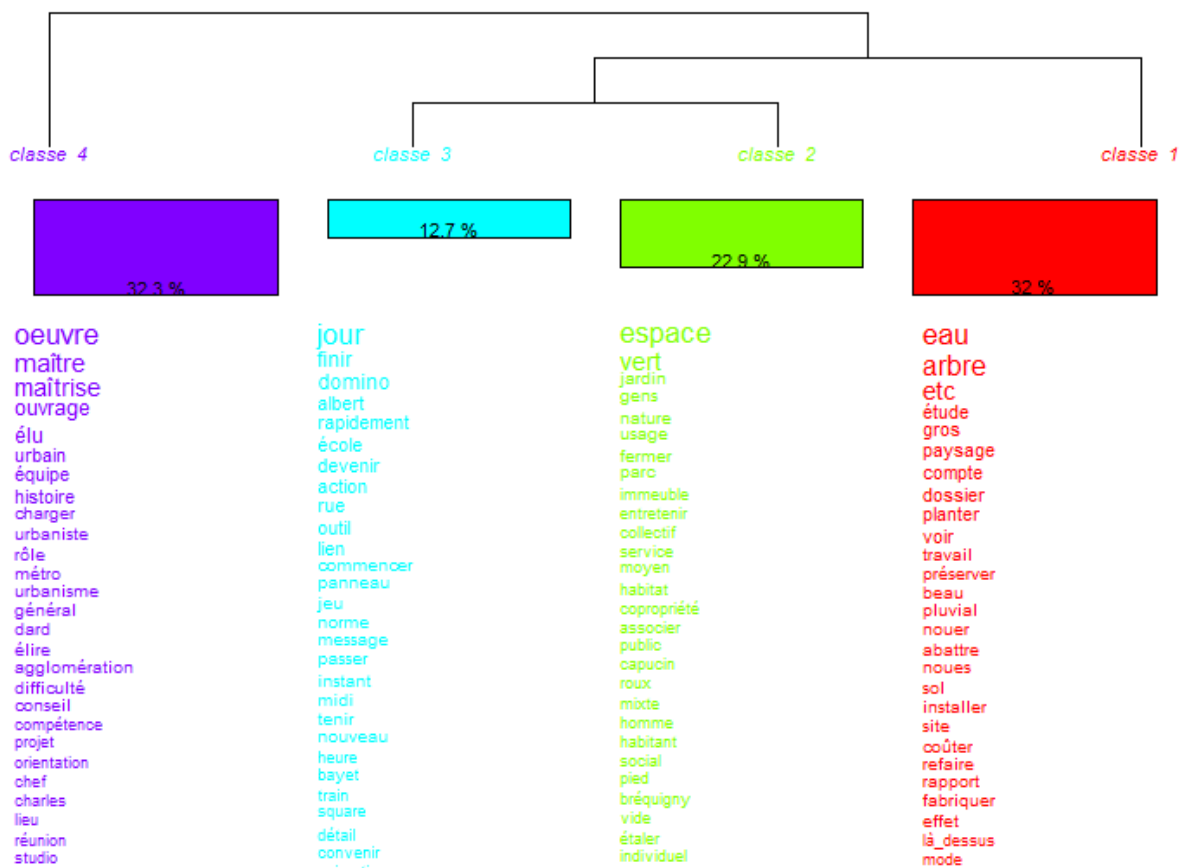 classe 4
classe 3
classe 2
classe 1
32.3 %
12.7 %
22.9 %
32 %
oeuvre
maître
maîtrise
ouvrage
élu
urbain
équipe
histoire
charger
urbaniste
rôle
métro
urbanisme
général
dard
élire
agglomération
difficulté
conseil
compétence
projet
orientation
chef
charles
lieu
réunion
studio
jour
finir
domino
albert
rapidement
école
devenir
action
rue
outil
lien
commencer
panneau
jeu
norme
message
passer
instant
midi
tenir
nouveau
heure
bayet
train
square
détail
convenir
espace
vert
jardin
gens
nature
usage
fermer
parc
immeuble
entretenir
collectif
service
moyen
habitat
copropriété
associer
public
capucin
roux
mixte
homme
habitant
social
pied
bréquigny
vide
étaler
individuel
eau
arbre
etc
étude
gros
paysage
compte
dossier
planter
voir
travail
préserver
beau
pluvial
nouer
abattre
noues
sol
installer
site
coûter
refaire
rapport
fabriquer
effet
là_dessus
mode